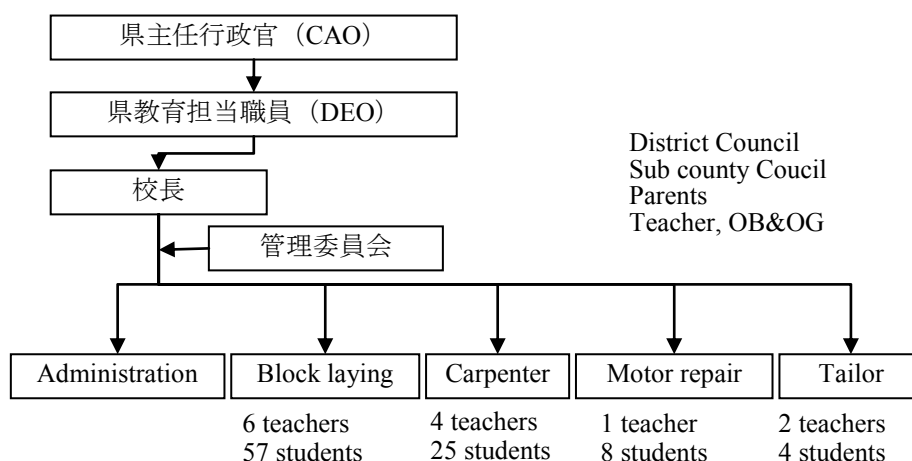 県主任行政官（CAO）
県教育担当職員（DEO）
District Council
Sub county Coucil
Parents
Teacher, OB&OG
校長
管理委員会
Administration
Block laying
Carpenter
Motor repair
Tailor
6 teachers
57 students
4 teachers
25 students
1 teacher
8 students
2 teachers
4 students